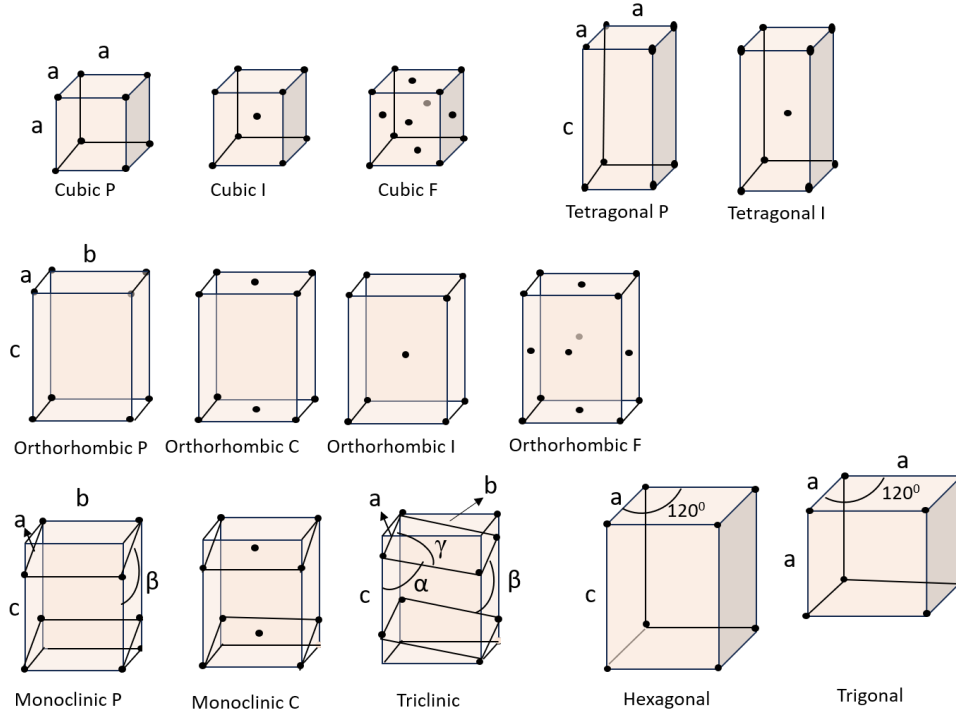 a
a
a
Cubic P
Cubic I
Cubic F
a
a
c
Tetragonal P
Tetragonal I
b
a
c
Orthorhombic P
Orthorhombic C
Orthorhombic I
Orthorhombic F
b
a
β
c
Monoclinic P
Monoclinic C
a
b
γ
α
β
c
Triclinic
a
120⁰
c
Hexagonal
a
a
120⁰
a
Trigonal